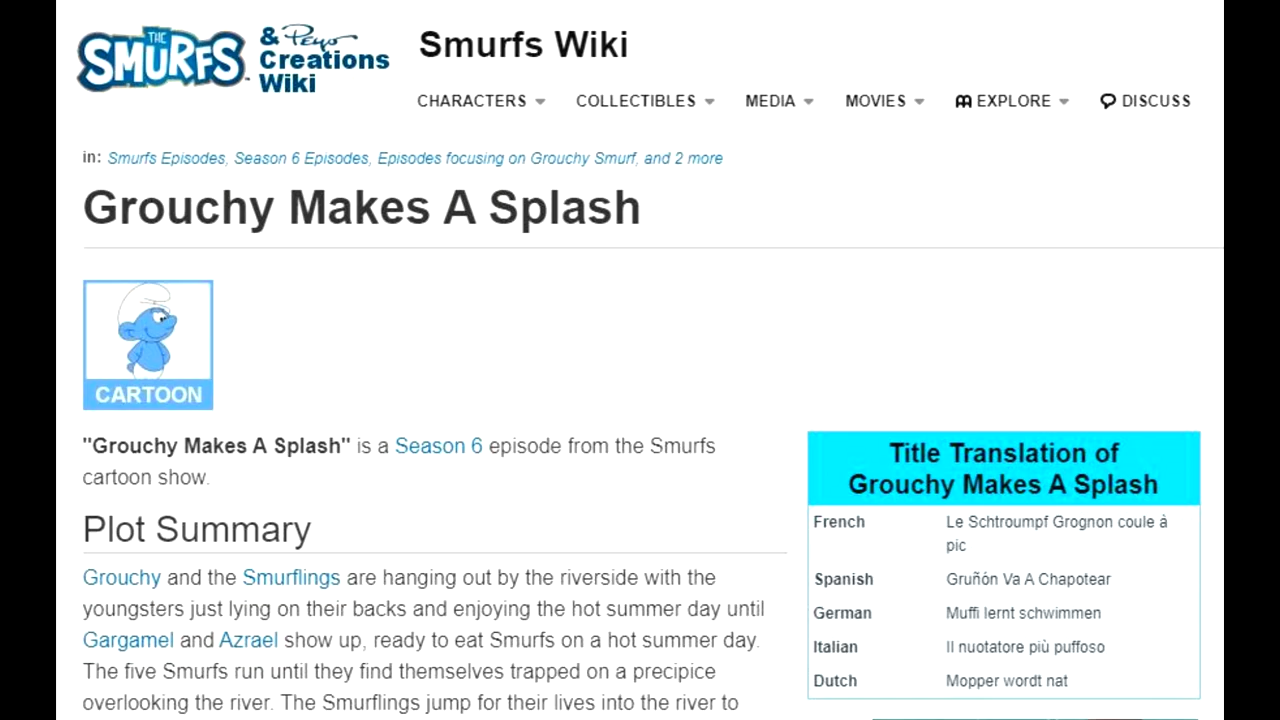 THE SMURFS & Peyo Creations Wiki
Smurfs Wiki
CHARACTERS COLLECTIBLES MEDIA MOVIES EXPLORE DISCUSS
in: Smurfs Episodes, Season 6 Episodes, Episodes focusing on Grouchy Smurf, and 2 more
Grouchy Makes A Splash
CARTOON
"Grouchy Makes A Splash" is a Season 6 episode from the Smurfs
cartoon show.
Plot Summary
Grouchy and the Smurflings are hanging out by the riverside with the
youngsters just lying on their backs and enjoying the hot summer day until
Gargamel and Azrael show up, ready to eat Smurfs on a hot summer day.
The five Smurfs run until they find themselves trapped on a precipice
overlooking the river. The Smurflings jump for their lives into the river to
Title Translation of
Grouchy Makes A Splash
French Le Schtroumpf Grognon coule à
pic
Spanish Gruñón Va A Chapotear
German Muffi lernt schwimmen
Italian Il nuotatore più puffoso
Dutch Mopper wordt nat